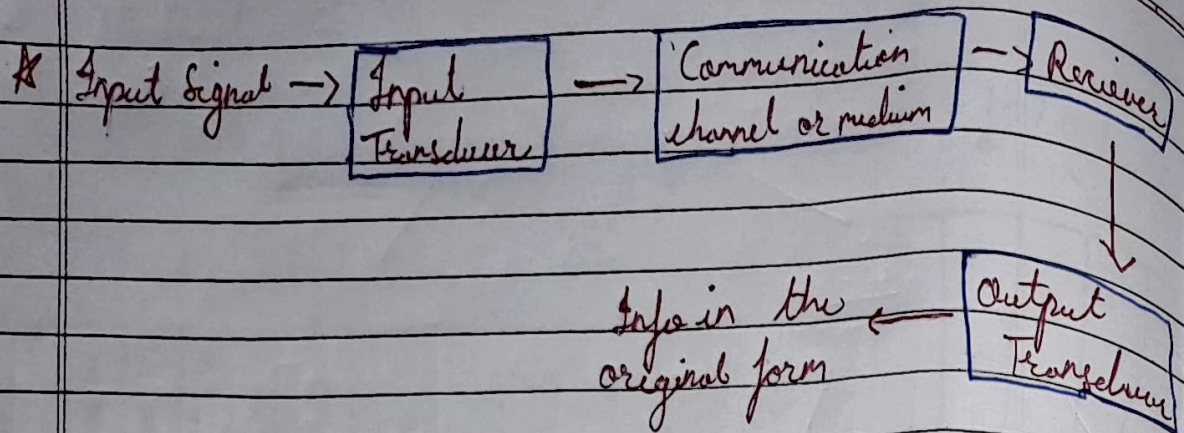 Input Signal → Input Transducer → Communication channel or medium → Reciever
↓
Output Transducer
← Info in the
original form